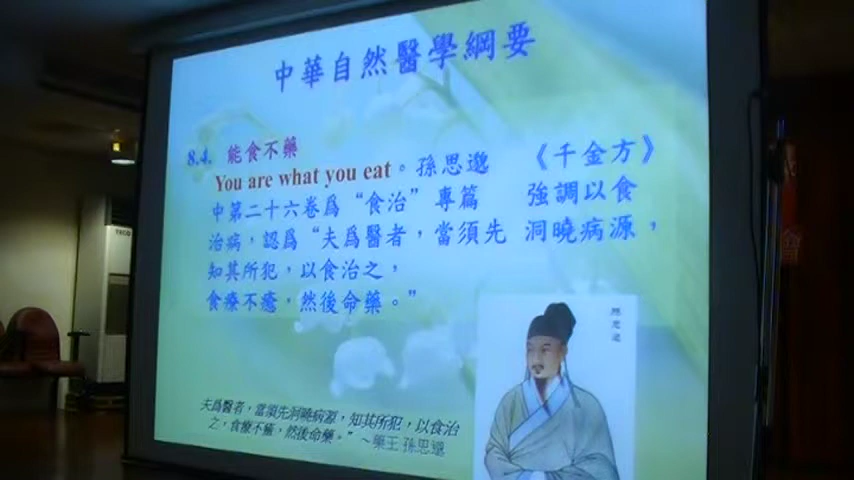 中華自然醫學綱要
8.4. 能食不藥
You are what you eat。孫思邈 《千金方》
中第二十六卷爲“食治”專篇 強調以食
治病，認爲“夫爲醫者，當須先 洞曉病源，
知其所犯，以食治之，
食療不癒，然後命藥。”
夫爲醫者，當須先洞曉病源，知其所犯，以食治
之，食療不癒，然後命藥。”～藥王 孫思邈
TECO